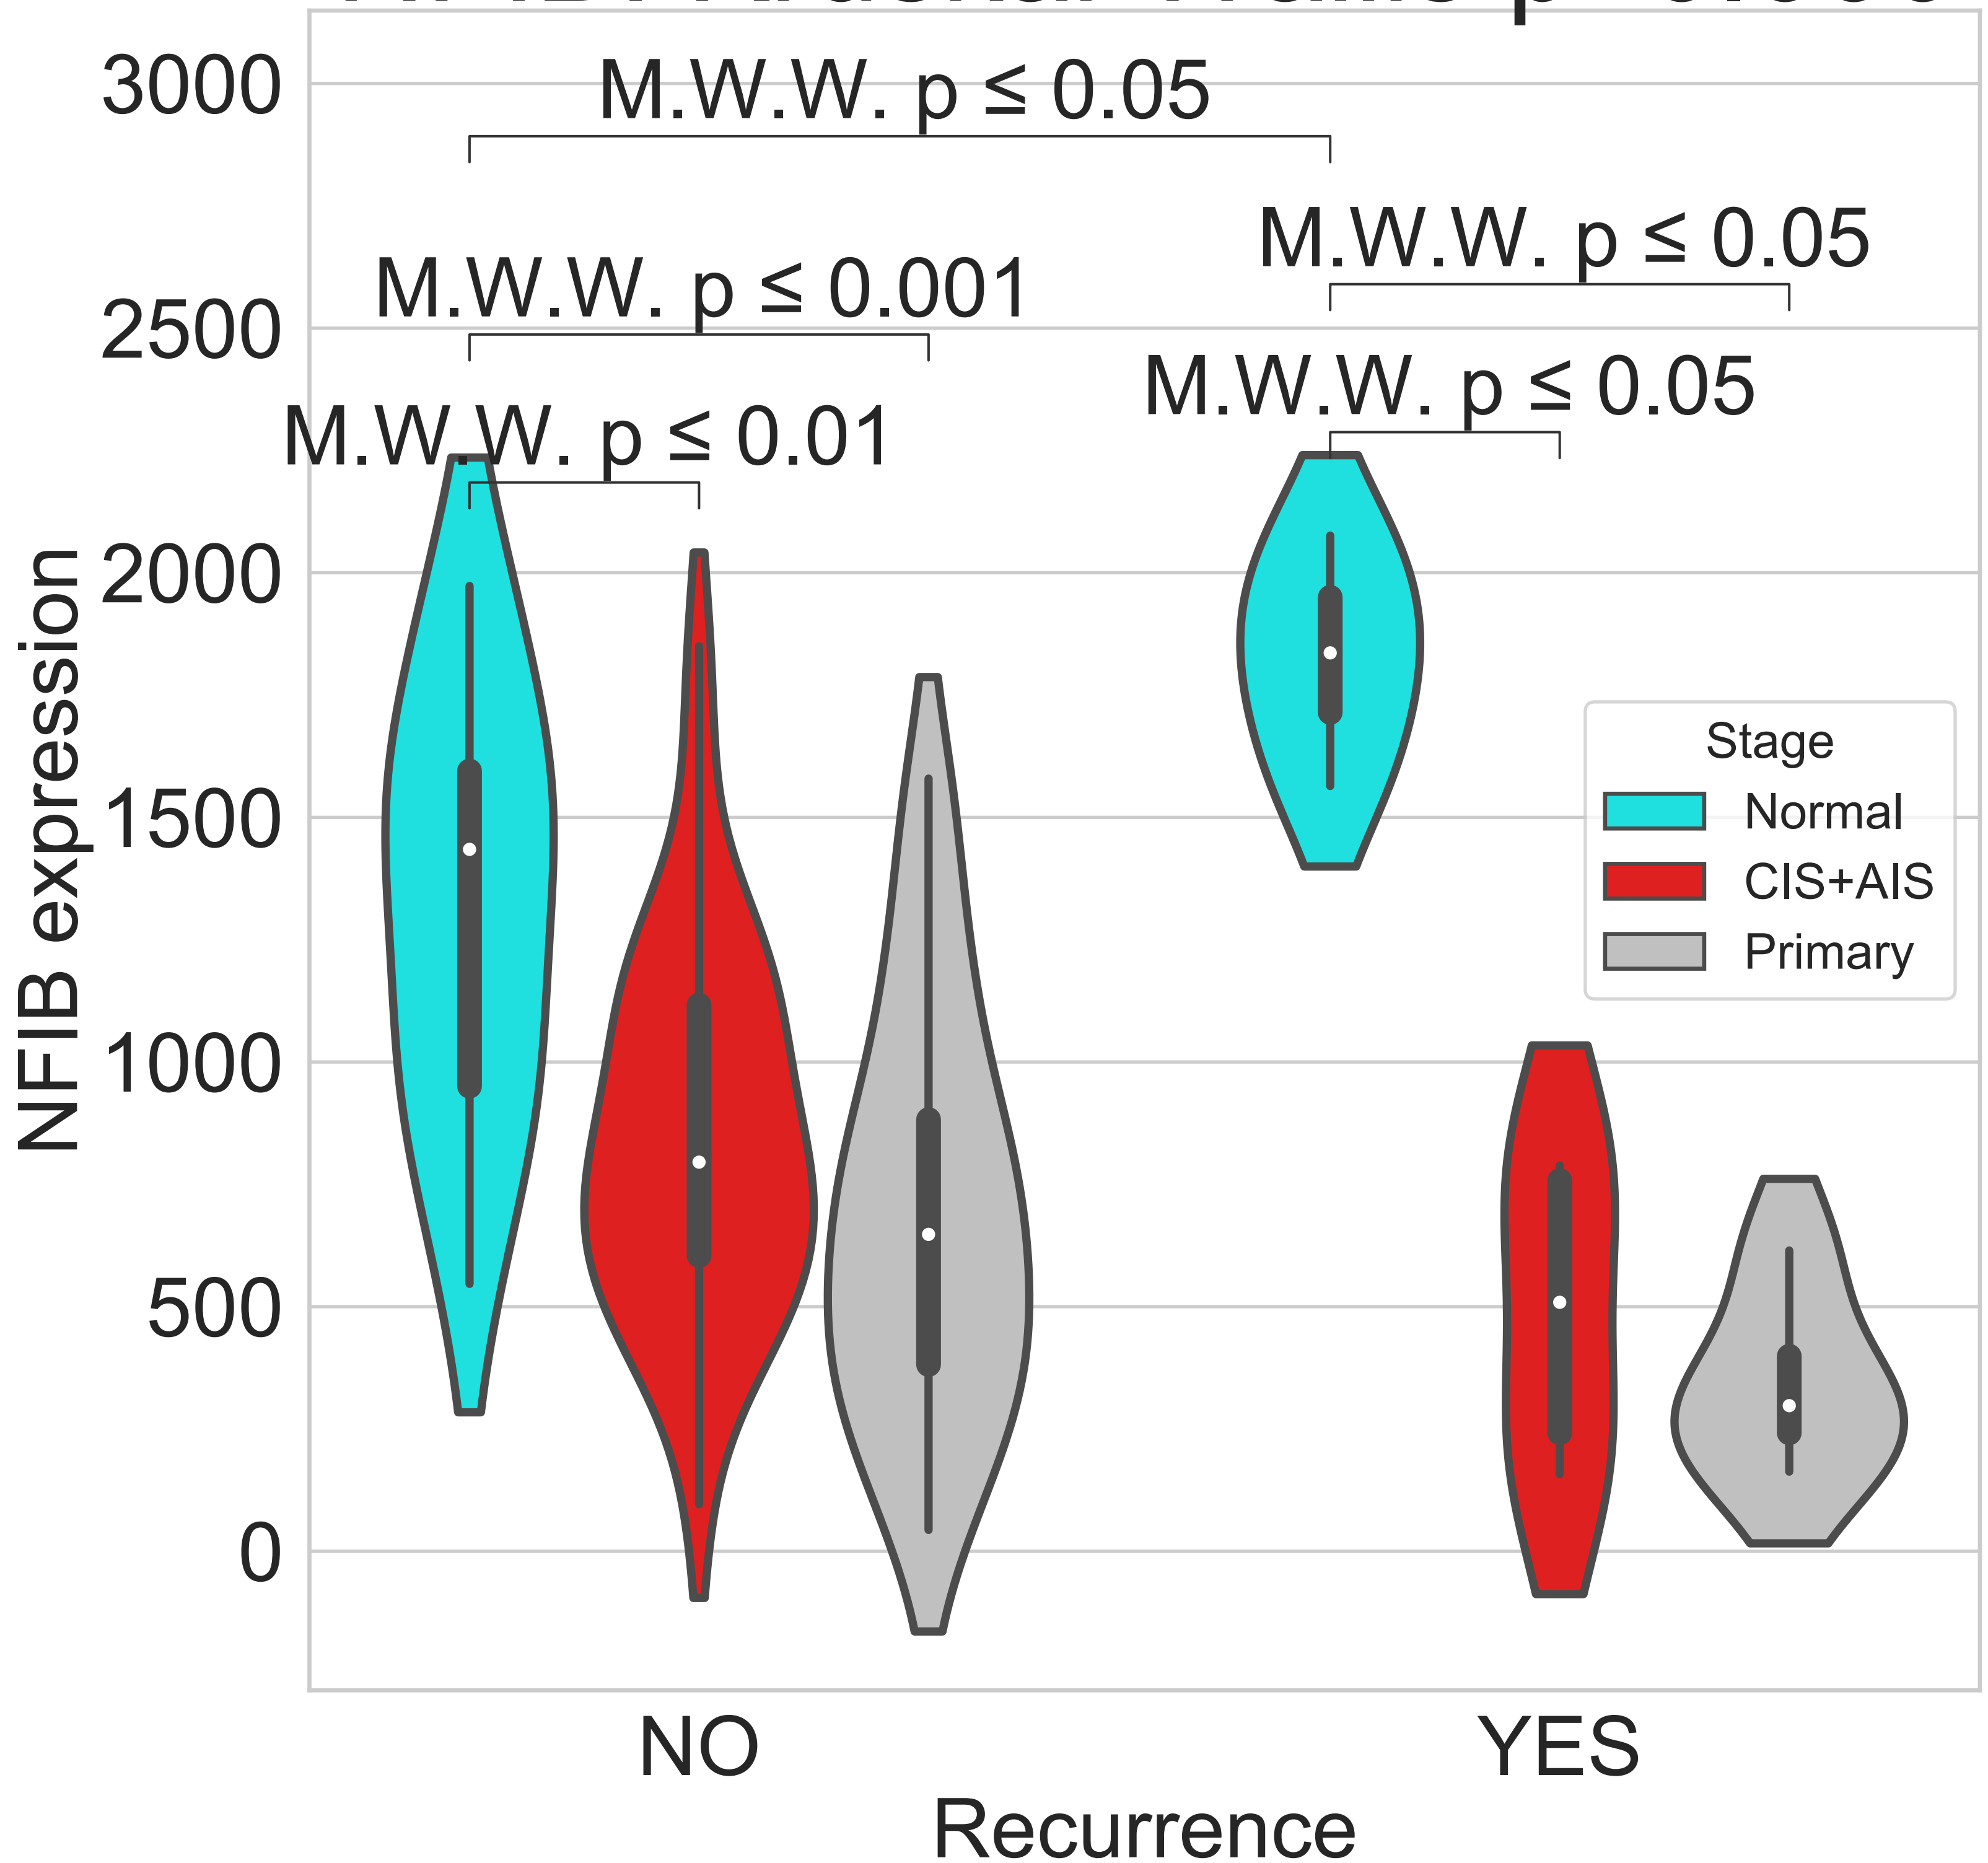 3000
M.W.W. p ≤ 0.05
M.W.W. p ≤ 0.05
M.W.W. p ≤ 0.001
2500
M.W.W. p ≤ 0.05
M.W.W. p ≤ 0.01
2000
1500
1000
500
0
NFIB expression
Stage
Normal
CIS+AIS
Primary
NO
YES
Recurrence